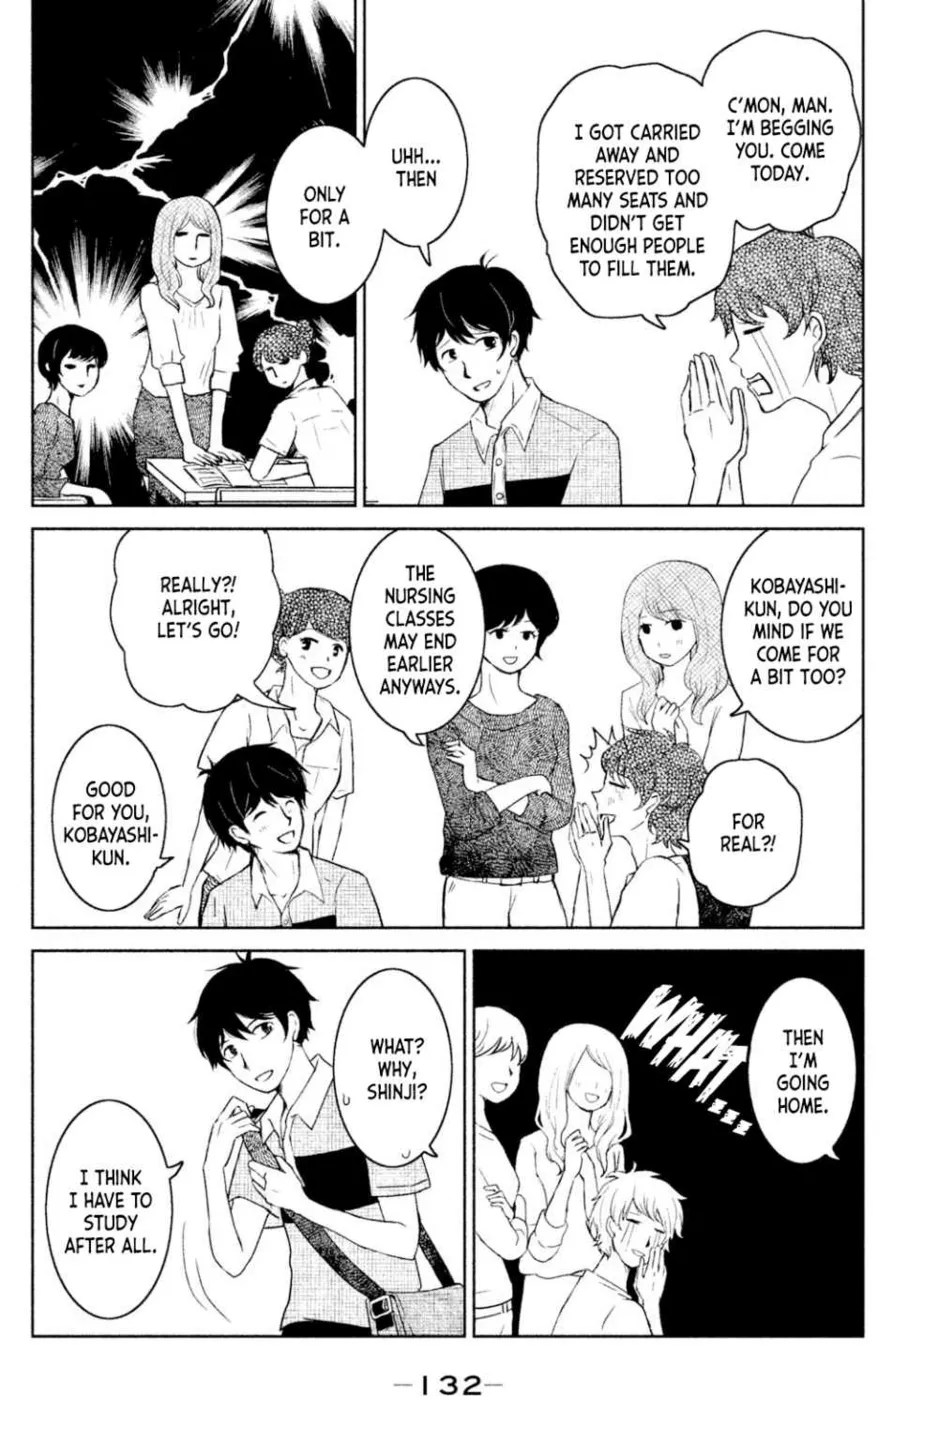 C'MON, MAN.
I'M BEGGING
YOU. COME
TODAY.
I GOT CARRIED
AWAY AND
RESERVED TOO
MANY SEATS AND
DIDN'T GET
ENOUGH PEOPLE
TO FILL THEM.
UHH...
THEN
ONLY
FOR A
BIT.
KOBAYASHI-
KUN, DO YOU
MIND IF WE
COME FOR
A BIT TOO?
FOR
REAL?!
THE
NURSING
CLASSES
MAY END
EARLIER
ANYWAYS.
REALLY?!
ALRIGHT,
LET'S GO!
GOOD
FOR YOU,
KOBAYASHI-
KUN.
THEN
I'M
GOING
HOME.
WHAT...
WHAT?
WHY,
SHINJI?
I THINK
I HAVE TO
STUDY
AFTER ALL.
132